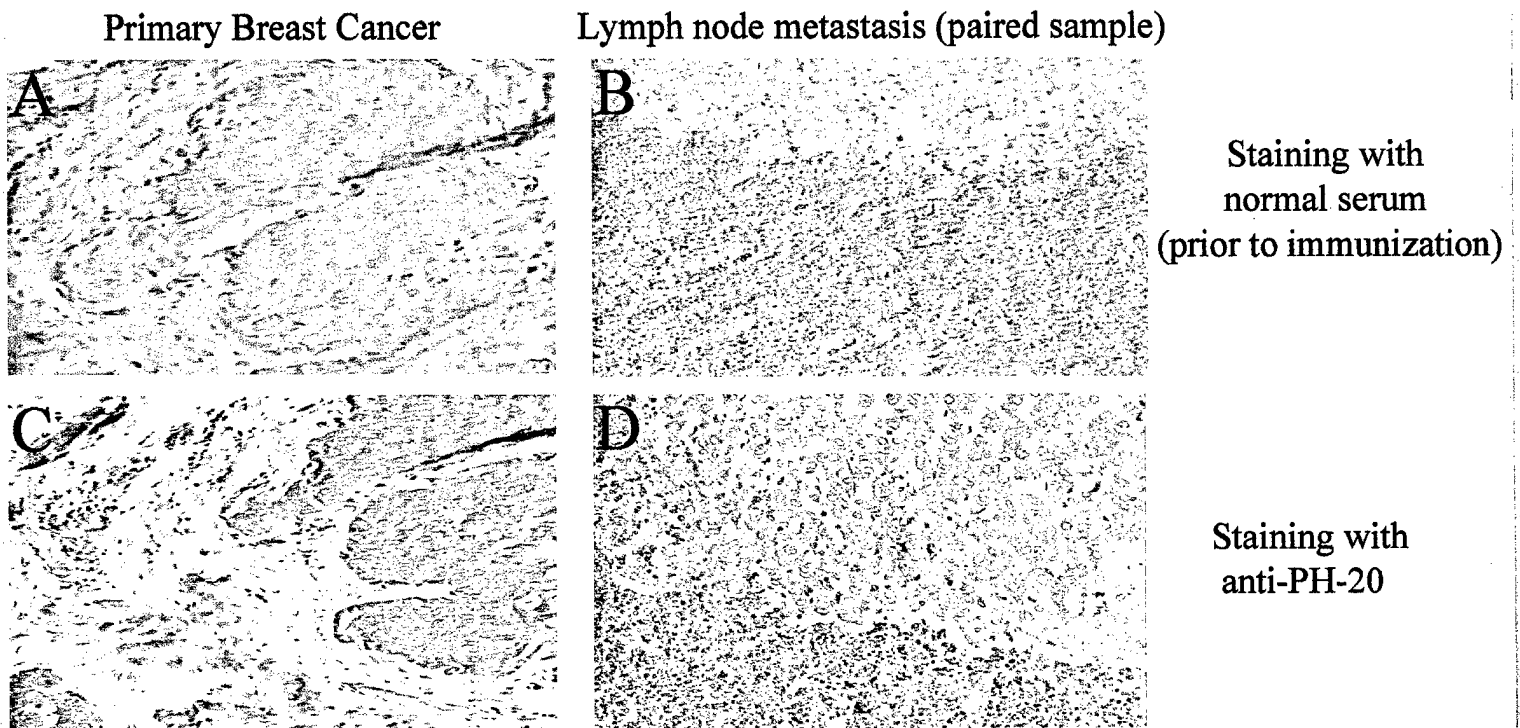 Primary Breast Cancer
Lymph node metastasis (paired sample)
A
B
Staining with
normal serum
(prior to immunization)
C
D
Staining with
anti-PH-20